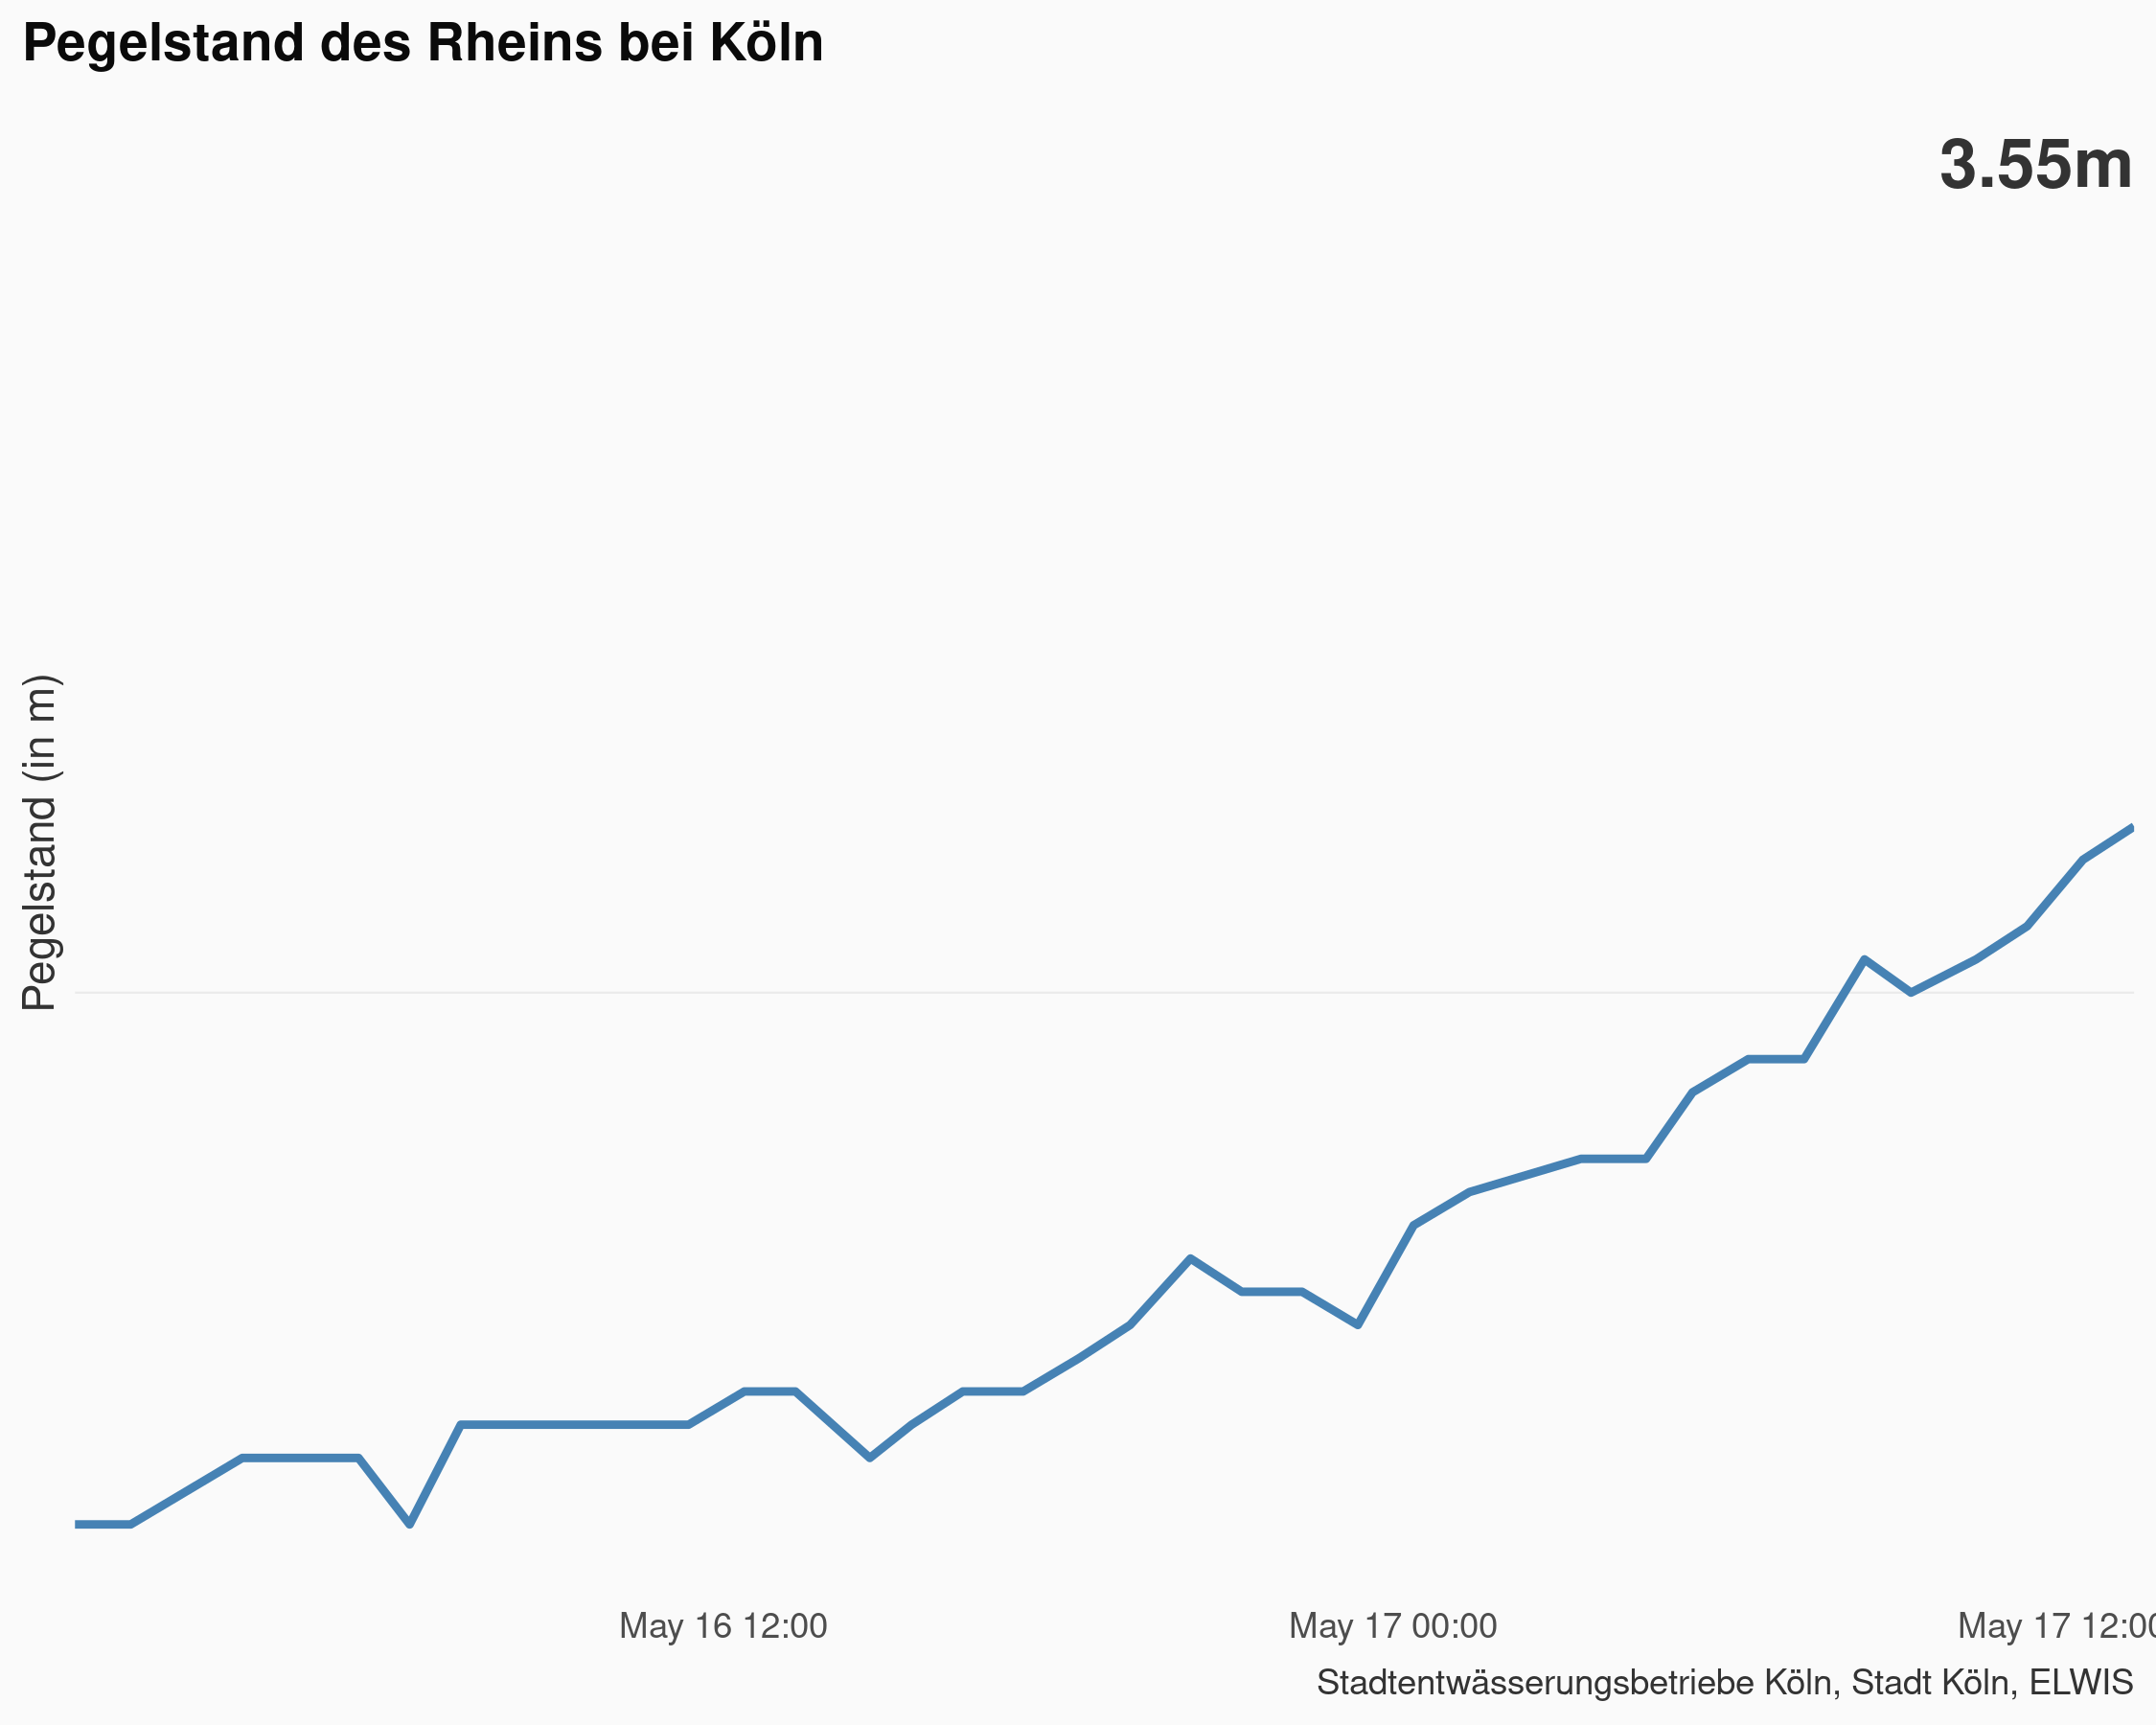 Pegelstand des Rheins bei Köln
3.55m
Pegelstand (in m)
May 16 12:00
May 17 00:00
May 17 12:00
Stadtentwässerungsbetriebe Köln, Stadt Köln, ELWIS